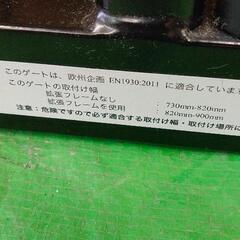 このゲートは、欧州企画 EN1930:2011 に適合しています
このゲートの取付け幅
拡張フレームなし : 730mm-820mm
拡張フレームを使用 : 820mm-900mm
注意：危険ですので必ず適合する取付け幅・取付け場所に